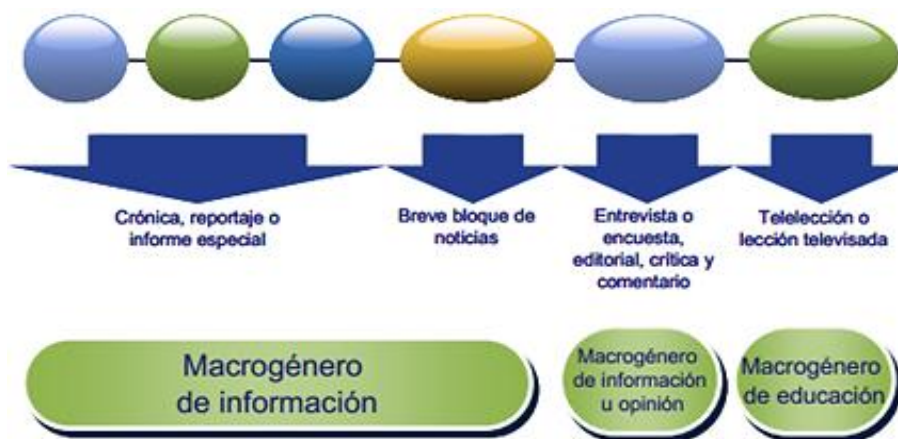 Crónica, reportaje o
informe especial
Breve bloque de
noticias
Entrevista o
encuesta,
editorial, crítica y
comentario
Telelección o
lección televisada
Macrogénero
de información
Macrogénero
de información
u opinión
Macrogénero
de educación